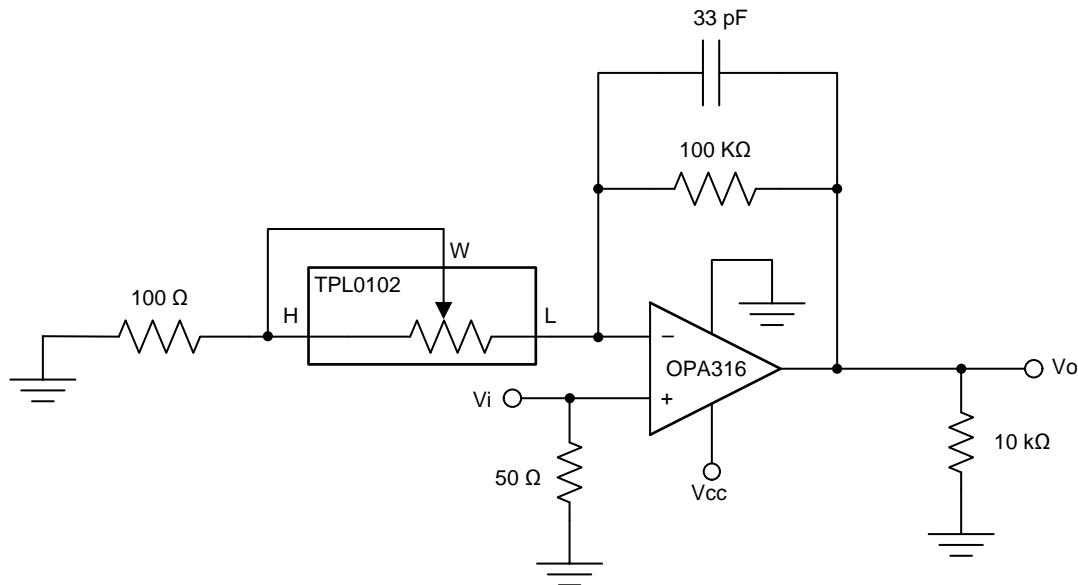 33 pF
100 KΩ
W
TPL0102
100 Ω
H
L
−
OPA316
Vo
Vi
+
10 kΩ
50 Ω
Vcc